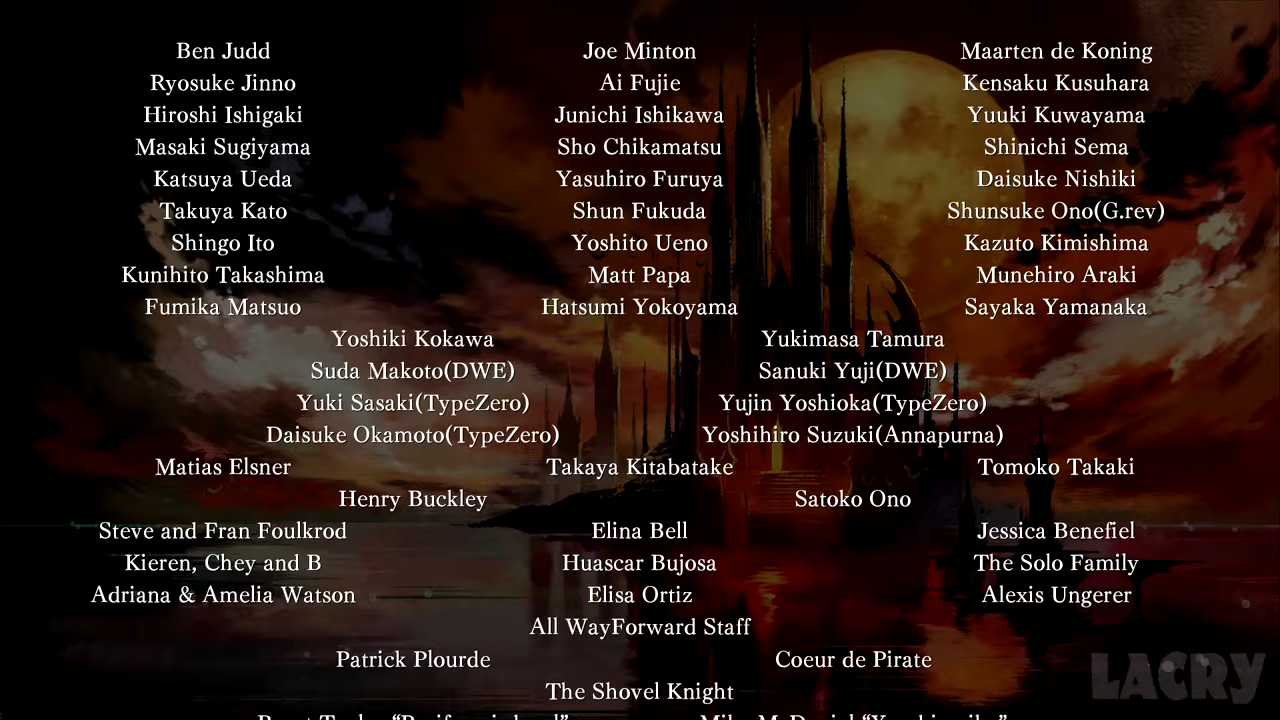 Ben Judd Joe Minton Maarten de Koning
Ryosuke Jinno Ai Fujie Kensaku Kusuhara
Hiroshi Ishigaki Junichi Ishikawa Yuuki Kuwayama
Masaki Sugiyama Sho Chikamatsu Shinichi Sema
Katsuya Ueda Yasuhiro Furuya Daisuke Nishiki
Takuya Kato Shun Fukuda Shunsuke Ono(G.rev)
Shingo Ito Yoshito Ueno Kazuto Kimishima
Kunihito Takashima Matt Papa Munehiro Araki
Fumika Matsuo Hatsumi Yokoyama Sayaka Yamanaka
Yoshiki Kokawa Yukimasa Tamura
Suda Makoto(DWE) Sanuki Yuji(DWE)
Yuki Sasaki(TypeZero) Yujin Yoshioka(TypeZero)
Daisuke Okamoto(TypeZero) Yoshihiro Suzuki(Annapurna)
Matias Elsner Takaya Kitabatake Tomoko Takaki
Henry Buckley Satoko Ono
Steve and Fran Foulkrod Elina Bell Jessica Benefiel
Kieren, Chey and B Huascar Bujosa The Solo Family
Adriana & Amelia Watson Elisa Ortiz Alexis Ungerer
All WayForward Staff
Patrick Plourde Coeur de Pirate
LACRY
The Shovel Knight